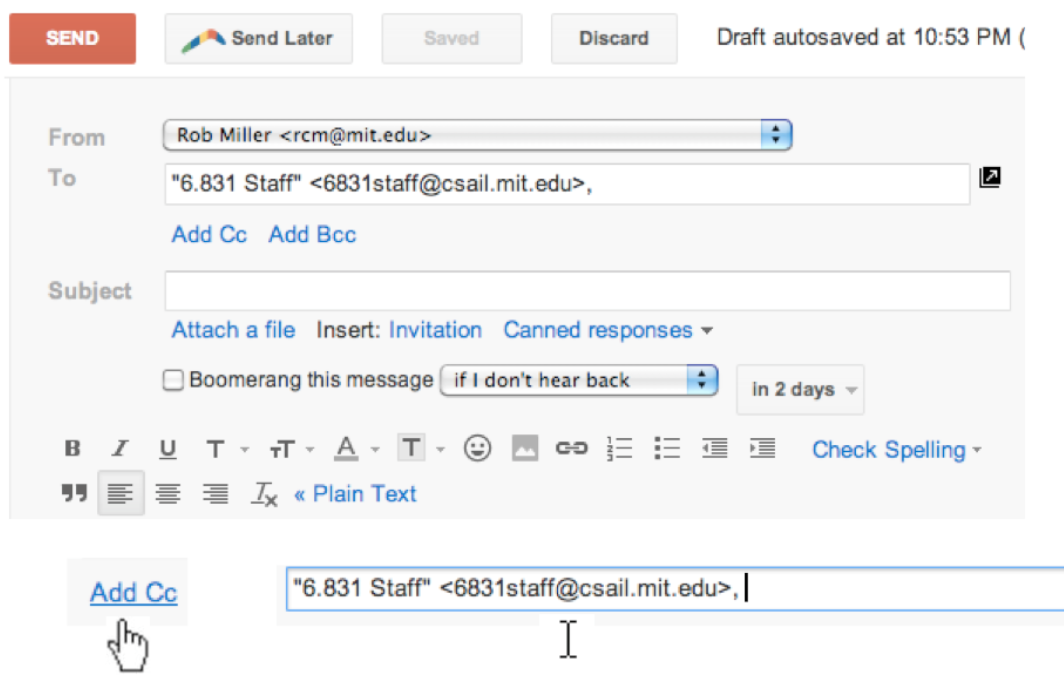 SEND Send Later Saved Discard Draft autosaved at 10:53 PM (
From Rob Miller <rcm@mit.edu>
To "6.831 Staff" <6831staff@csail.mit.edu>,
Add Cc Add Bcc
Subject
Attach a file Insert: Invitation Canned responses
Boomerang this message if I don't hear back in 2 days
B I U T TT A T Check Spelling
Tx « Plain Text
Add Cc "6.831 Staff" <6831staff@csail.mit.edu>,